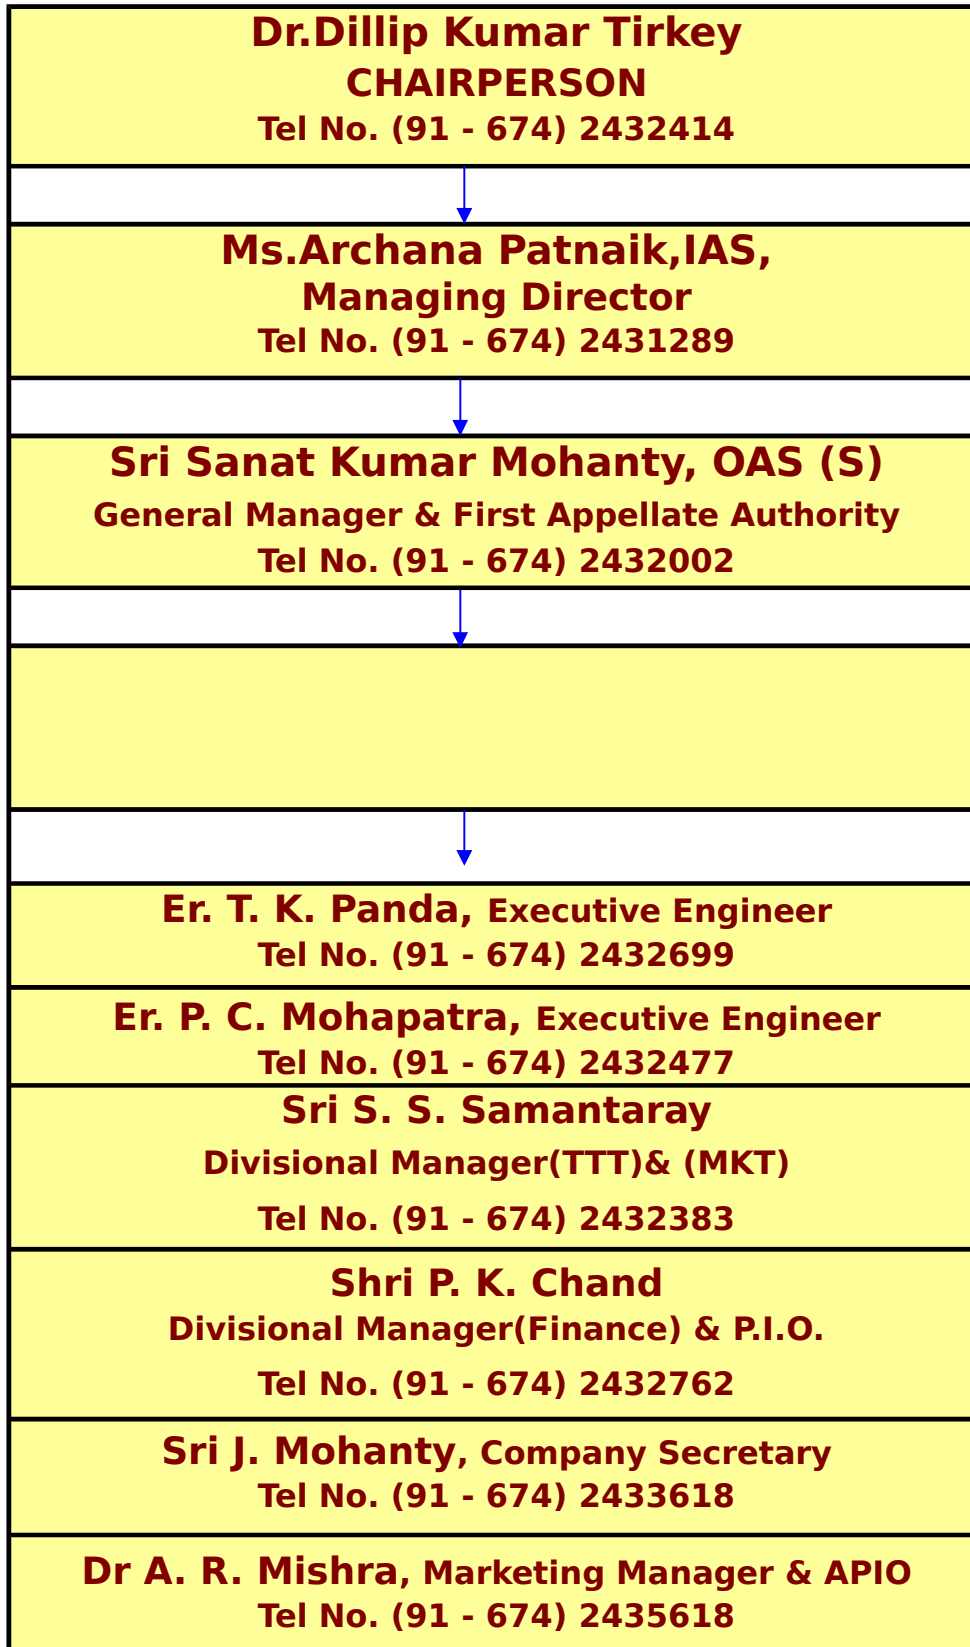 Dr.Dillip Kumar Tirkey
CHAIRPERSON
Tel No. (91 - 674) 2432414
Ms.Archana Patnaik,IAS,
Managing Director
Tel No. (91 - 674) 2431289
Sri Sanat Kumar Mohanty, OAS (S)
General Manager & First Appellate Authority
Tel No. (91 - 674) 2432002
Er. T. K. Panda, Executive Engineer
Tel No. (91 - 674) 2432699
Er. P. C. Mohapatra, Executive Engineer
Tel No. (91 - 674) 2432477
Sri S. S. Samantaray
Divisional Manager(TTT)& (MKT)
Tel No. (91 - 674) 2432383
Shri P. K. Chand
Divisional Manager(Finance) & P.I.O.
Tel No. (91 - 674) 2432762
Sri J. Mohanty, Company Secretary
Tel No. (91 - 674) 2433618
Dr A. R. Mishra, Marketing Manager & APIO
Tel No. (91 - 674) 2435618